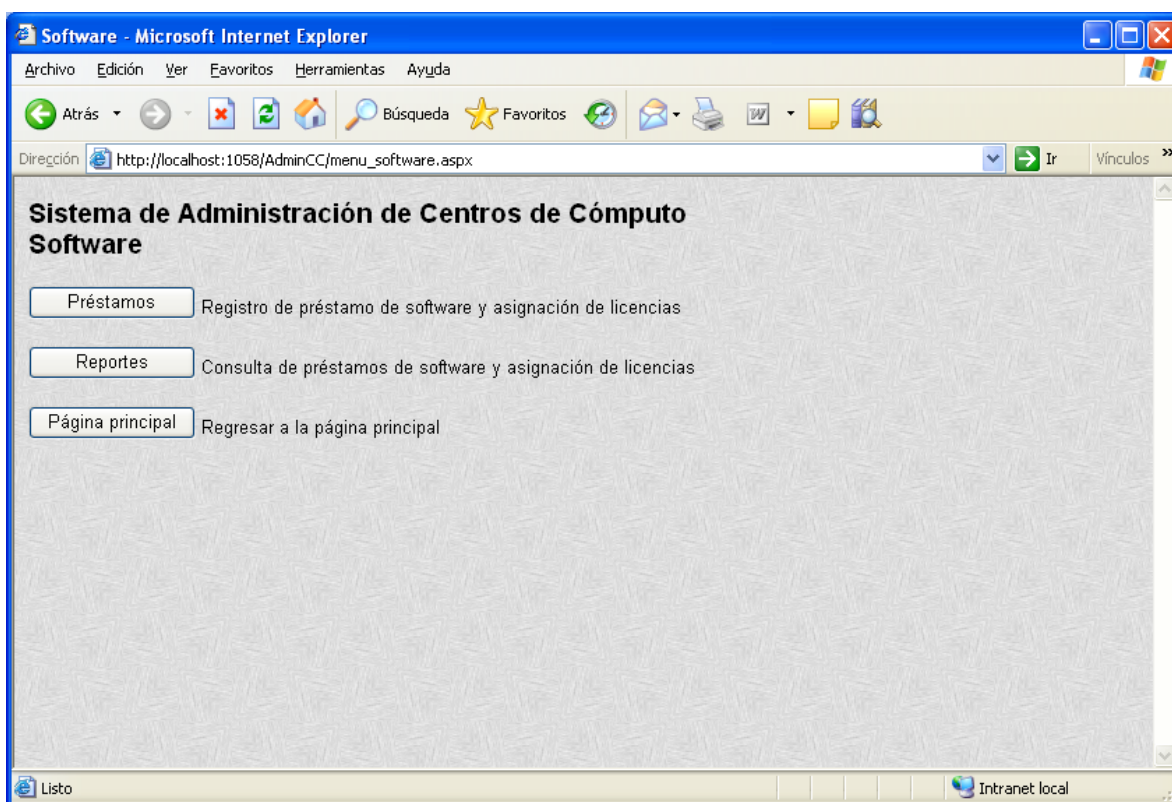 Software - Microsoft Internet Explorer
Archivo Edición Ver Favoritos Herramientas Ayuda
Atrás Búsqueda Favoritos W
Dirección http://localhost:1058/AdminCC/menu_software.aspx Ir Vínculos »
Sistema de Administración de Centros de Cómputo
Software
Préstamos Registro de préstamo de software y asignación de licencias
Reportes Consulta de préstamos de software y asignación de licencias
Página principal Regresar a la página principal
Listo Intranet local